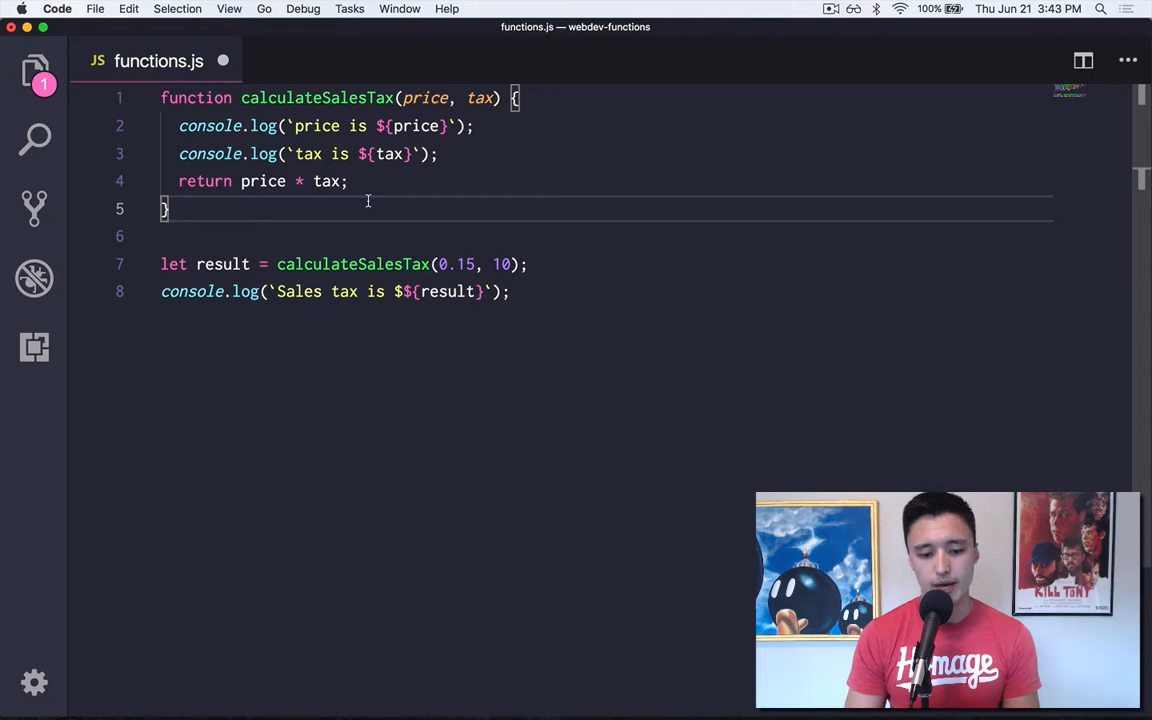 Code File Edit Selection View Go Debug Tasks Window Help 100% Thu Jun 21 3:43 PM
functions.js — webdev-functions
JS functions.js
1
1 function calculateSalesTax(price, tax) {
2 console.log(`price is ${price}`);
3 console.log(`tax is ${tax}`);
4 return price * tax;
5 }
6
7 let result = calculateSalesTax(0.15, 10);
8 console.log(`Sales tax is $${result}`);
KILL TONY
Homage